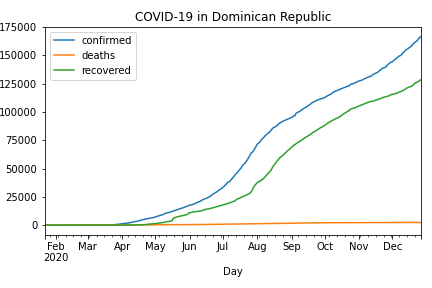 COVID-19 in Dominican Republic
175000
150000
125000
100000
75000
50000
25000
0
confirmed
deaths
recovered
Feb Mar Apr May Jun Jul Aug Sep Oct Nov Dec
2020
Day